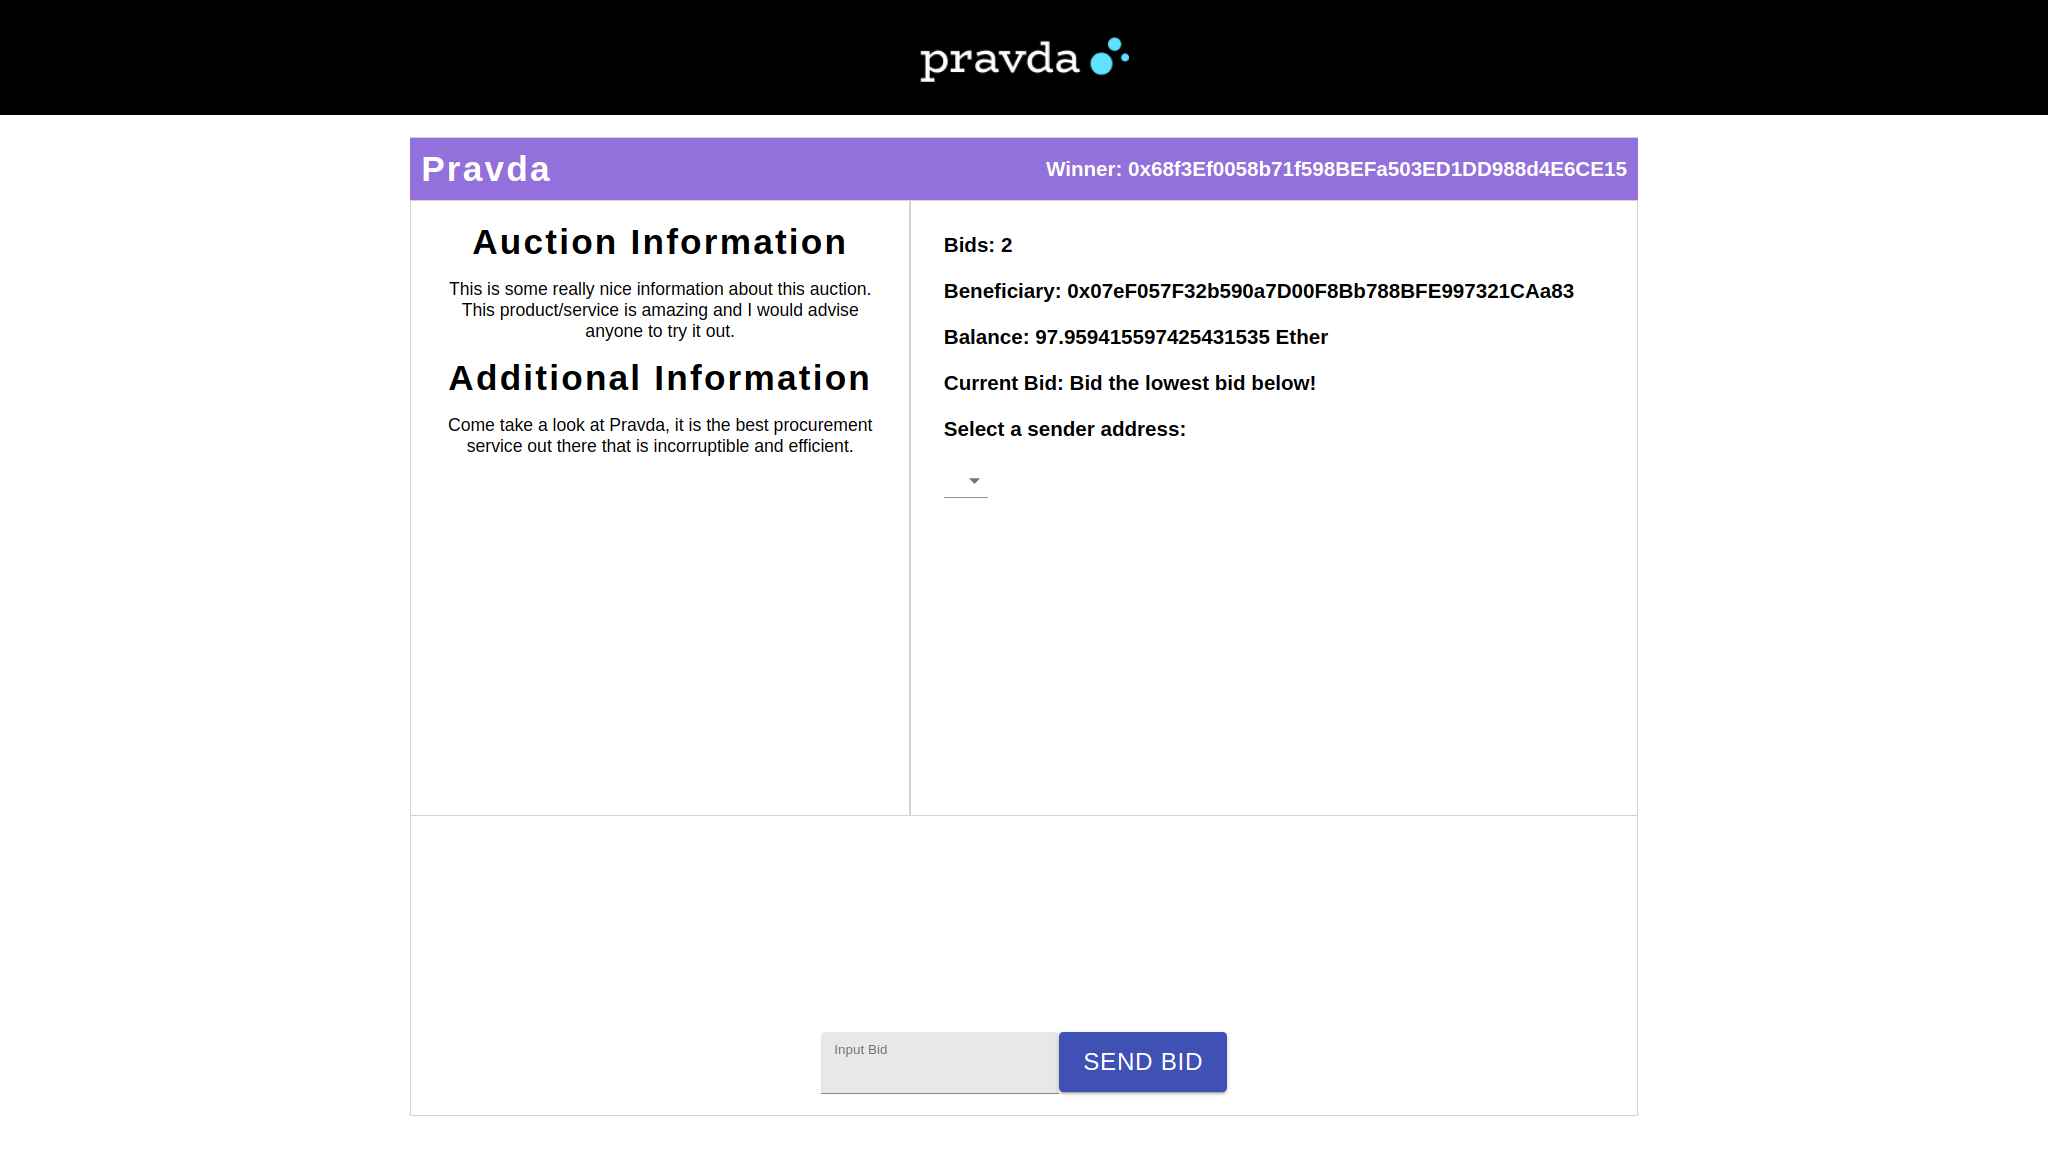 pravda
Pravda
Winner: 0x68f3Ef0058b71f598BEFa503ED1DD988d4E6CE15
Auction Information
This is some really nice information about this auction.
This product/service is amazing and I would advise
anyone to try it out.
Additional Information
Come take a look at Pravda, it is the best procurement
service out there that is incorruptible and efficient.
Bids: 2
Beneficiary: 0x07eF057F32b590a7D00F8Bb788BFE997321CAa83
Balance: 97.959415597425431535 Ether
Current Bid: Bid the lowest bid below!
Select a sender address:
Input Bid
SEND BID